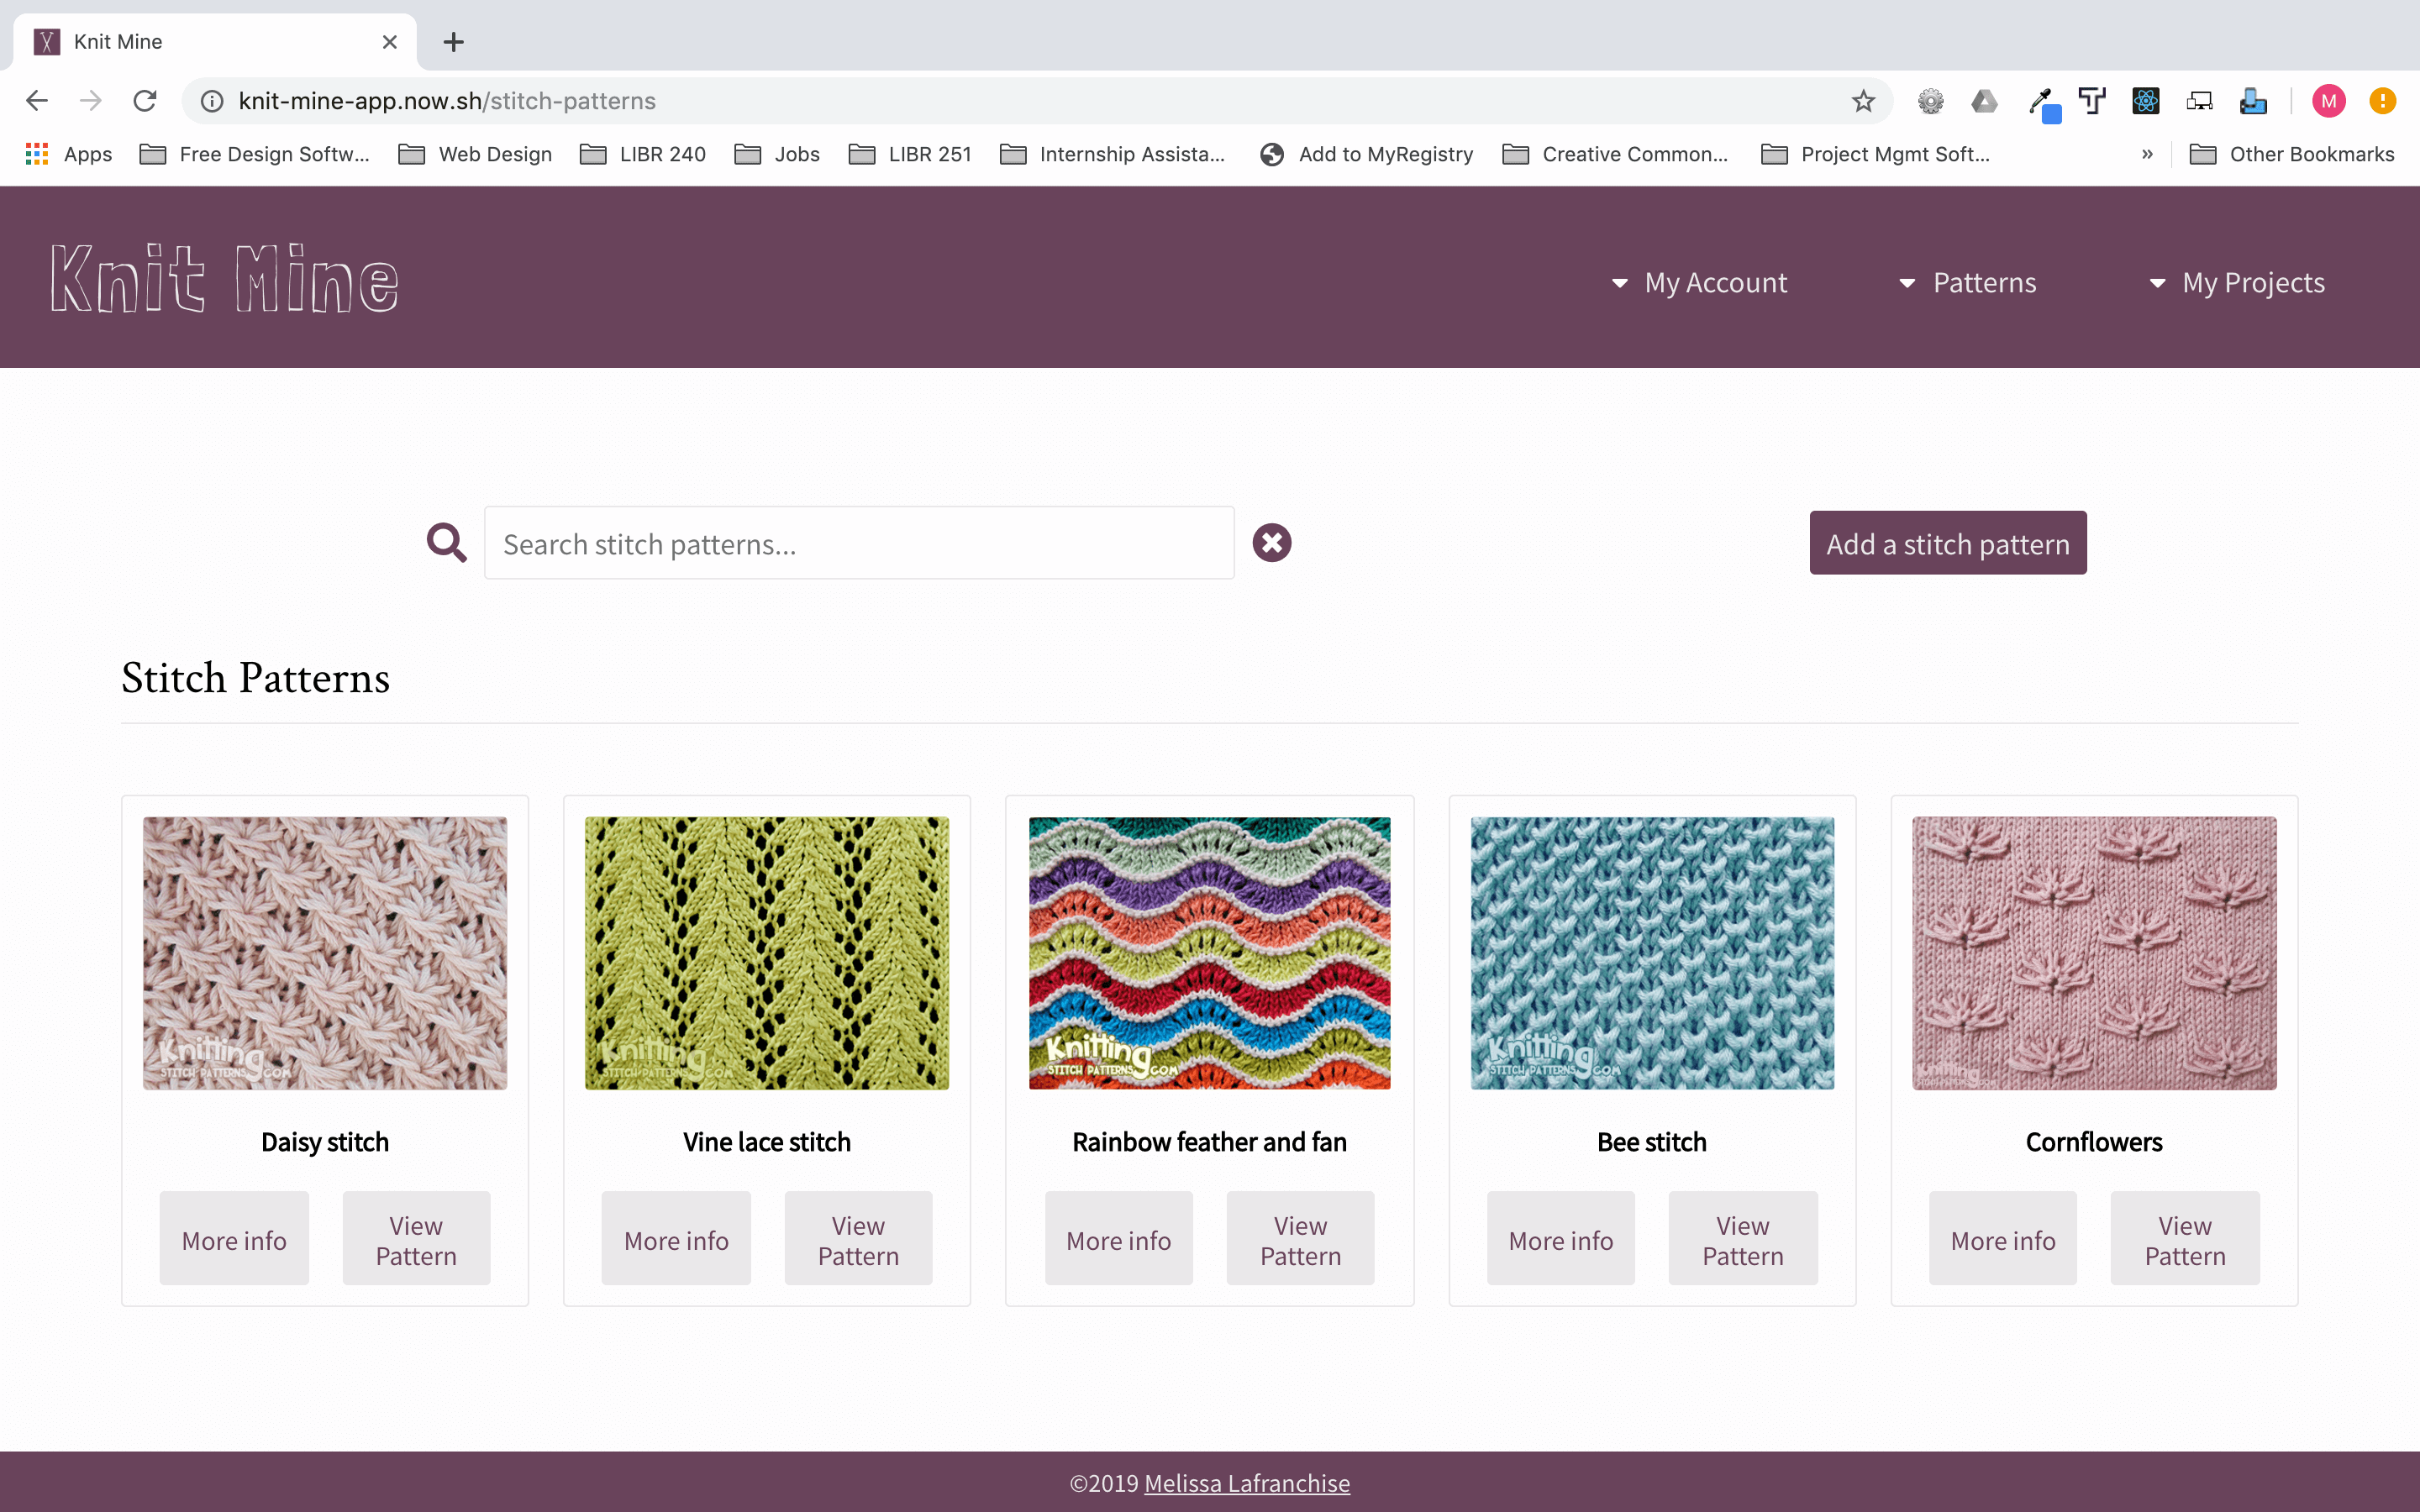 Knit Mine
knit-mine-app.now.sh/stitch-patterns
M
Apps Free Design Softw... Web Design LIBR 240 Jobs LIBR 251 Internship Assista... Add to MyRegistry Creative Common... Project Mgmt Soft... » Other Bookmarks
Knit Mine
My Account Patterns My Projects
Search stitch patterns...
Add a stitch pattern
Stitch Patterns
Knitting
STITCH PATTERNS.COM
Knitting
STITCH PATTERNS.COM
Knitting
STITCH PATTERNS.COM
Knitting
STITCH PATTERNS.COM
Knitting
Daisy stitch
Vine lace stitch
Rainbow feather and fan
Bee stitch
Cornflowers
More info
View
Pattern
More info
View
Pattern
More info
View
Pattern
More info
View
Pattern
More info
View
Pattern
©2019 Melissa Lafranchise